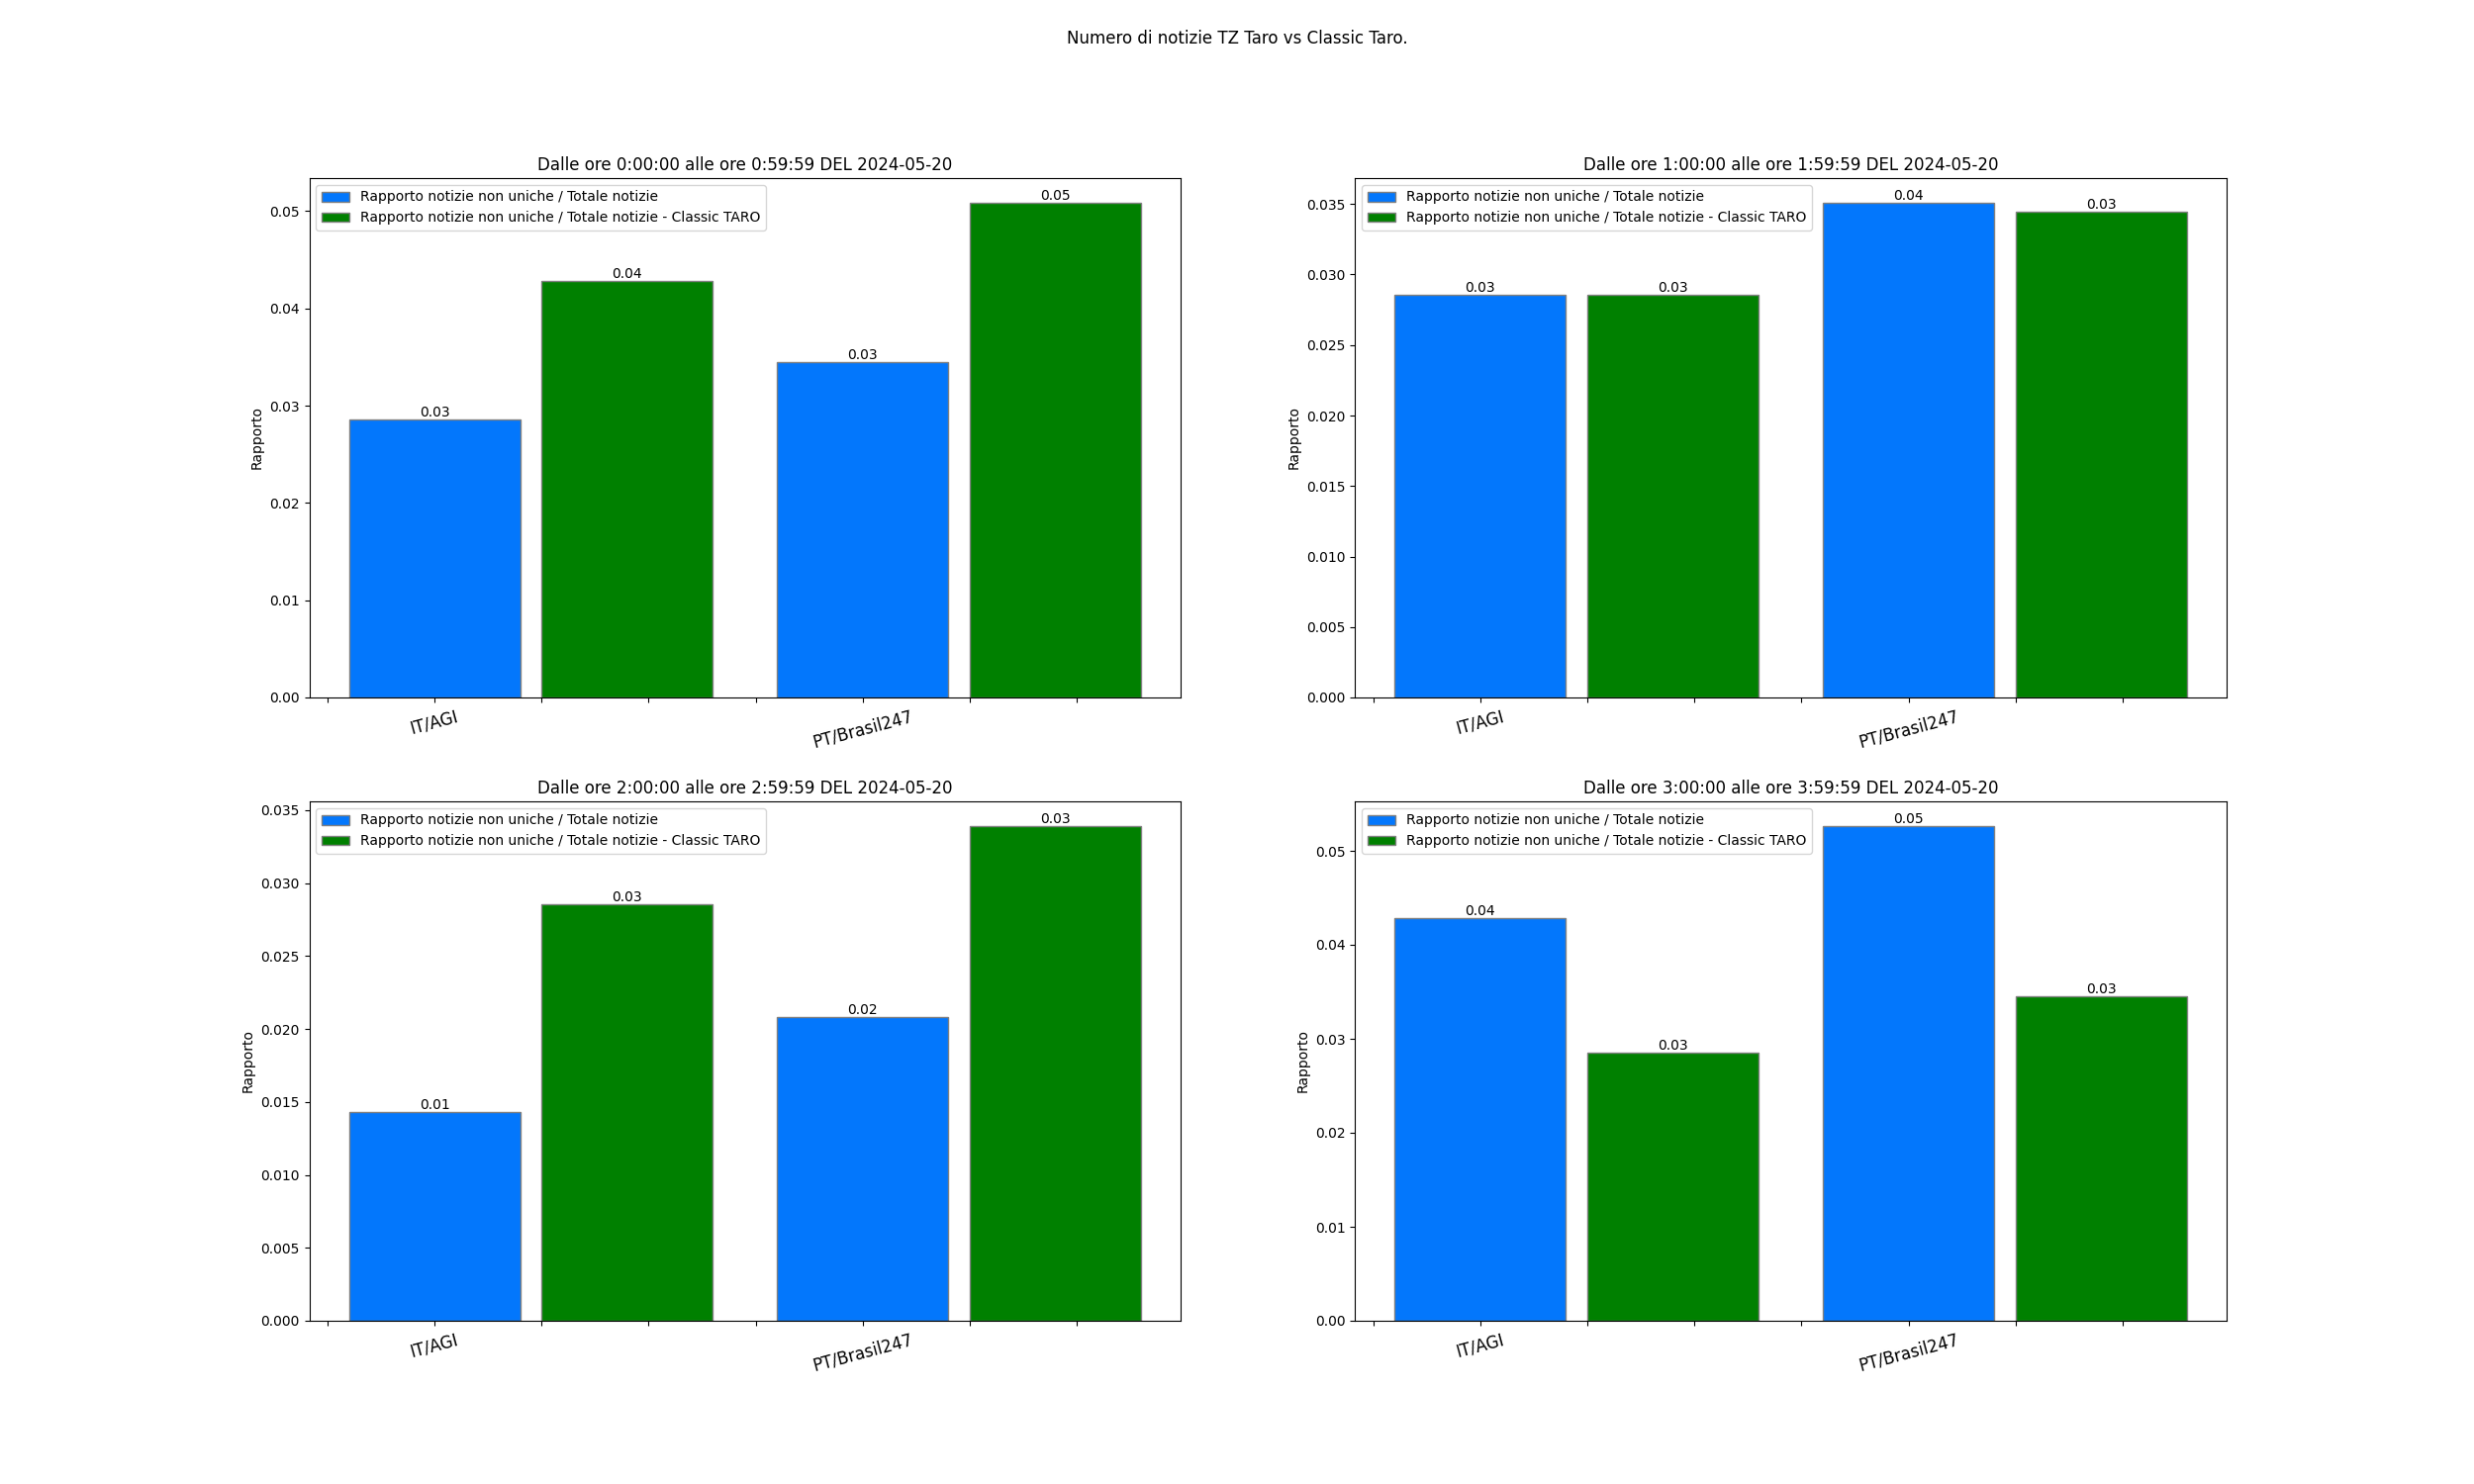 Numero di notizie TZ Taro vs Classic Taro.
Dalle ore 0:00:00 alle ore 0:59:59 DEL 2024-05-20
Rapporto notizie non uniche / Totale notizie
Rapporto notizie non uniche / Totale notizie - Classic TARO
Rapporto
0.05
0.04
0.03
0.02
0.01
0.00
0.03
0.04
0.03
0.05
IT/AGI
PT/Brasil247
Dalle ore 1:00:00 alle ore 1:59:59 DEL 2024-05-20
Rapporto notizie non uniche / Totale notizie
Rapporto notizie non uniche / Totale notizie - Classic TARO
Rapporto
0.035
0.030
0.025
0.020
0.015
0.010
0.005
0.000
0.03
0.03
0.04
0.03
IT/AGI
PT/Brasil247
Dalle ore 2:00:00 alle ore 2:59:59 DEL 2024-05-20
Rapporto notizie non uniche / Totale notizie
Rapporto notizie non uniche / Totale notizie - Classic TARO
Rapporto
0.035
0.030
0.025
0.020
0.015
0.010
0.005
0.000
0.01
0.03
0.02
0.03
IT/AGI
PT/Brasil247
Dalle ore 3:00:00 alle ore 3:59:59 DEL 2024-05-20
Rapporto notizie non uniche / Totale notizie
Rapporto notizie non uniche / Totale notizie - Classic TARO
Rapporto
0.05
0.04
0.03
0.02
0.01
0.00
0.04
0.03
0.05
0.03
IT/AGI
PT/Brasil247